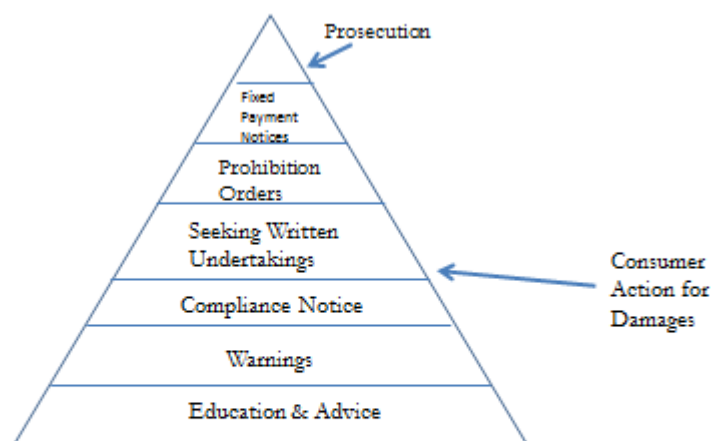 Prosecution
Fixed
Payment
Notices
Prohibition
Orders
Seeking Written
Undertakings
Consumer
Action for
Damages
Compliance Notice
Warnings
Education & Advice